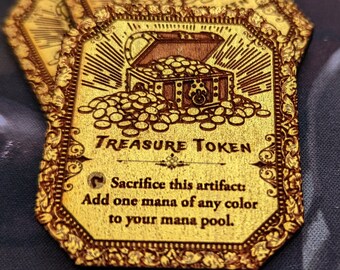 TREASURE TOKEN
Sacrifice this artifact:
Add one mana of any color
to your mana pool.